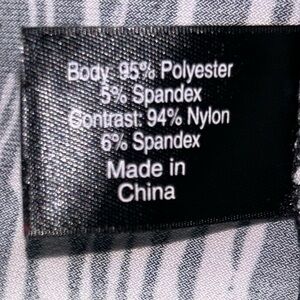 Body: 95% Polyester
5% Spandex
Contrast: 94% Nylon
6% Spandex
Made in
China